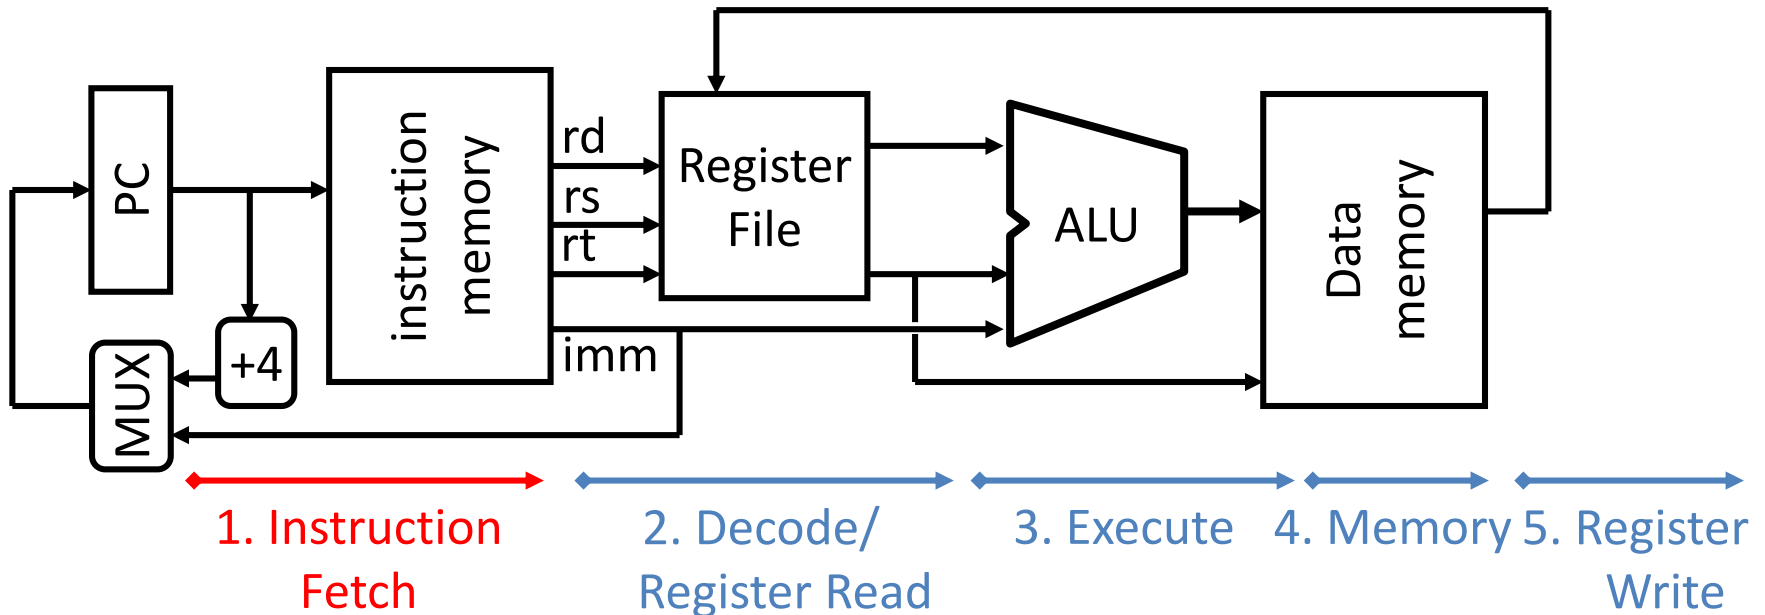 PC
+4
MUX
instruction
memory
rd
rs
rt
imm
Register
File
ALU
Data
memory
1. Instruction
Fetch
2. Decode/
Register Read
3. Execute
4. Memory
5. Register
Write